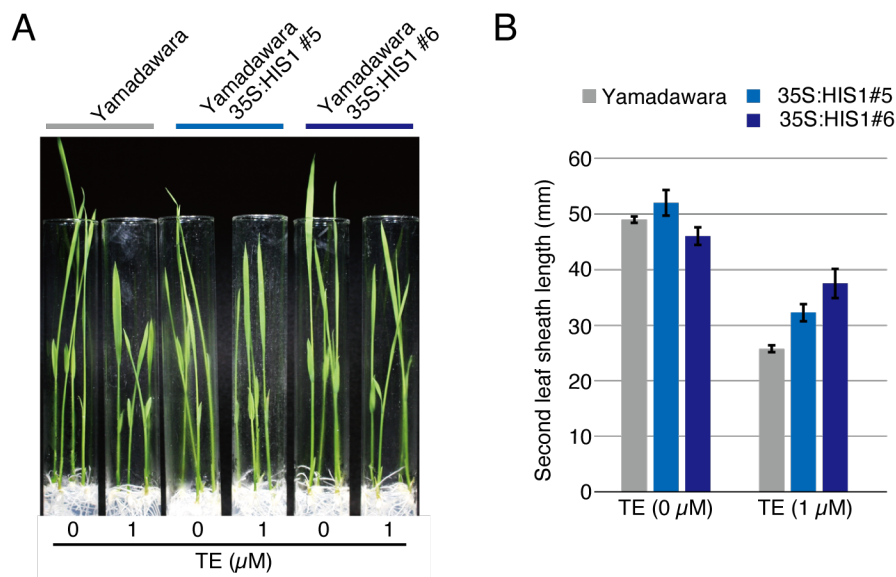 A
Yamadawara
Yamadawara
35S:HIS1 #5
Yamadawara
35S:HIS1 #6
0 1 0 1 0 1
TE (µM)
B
Yamadawara
35S:HIS1#5
35S:HIS1#6
Second leaf sheath length (mm)
60
50
40
30
20
10
0
TE (0 µM)
TE (1 µM)